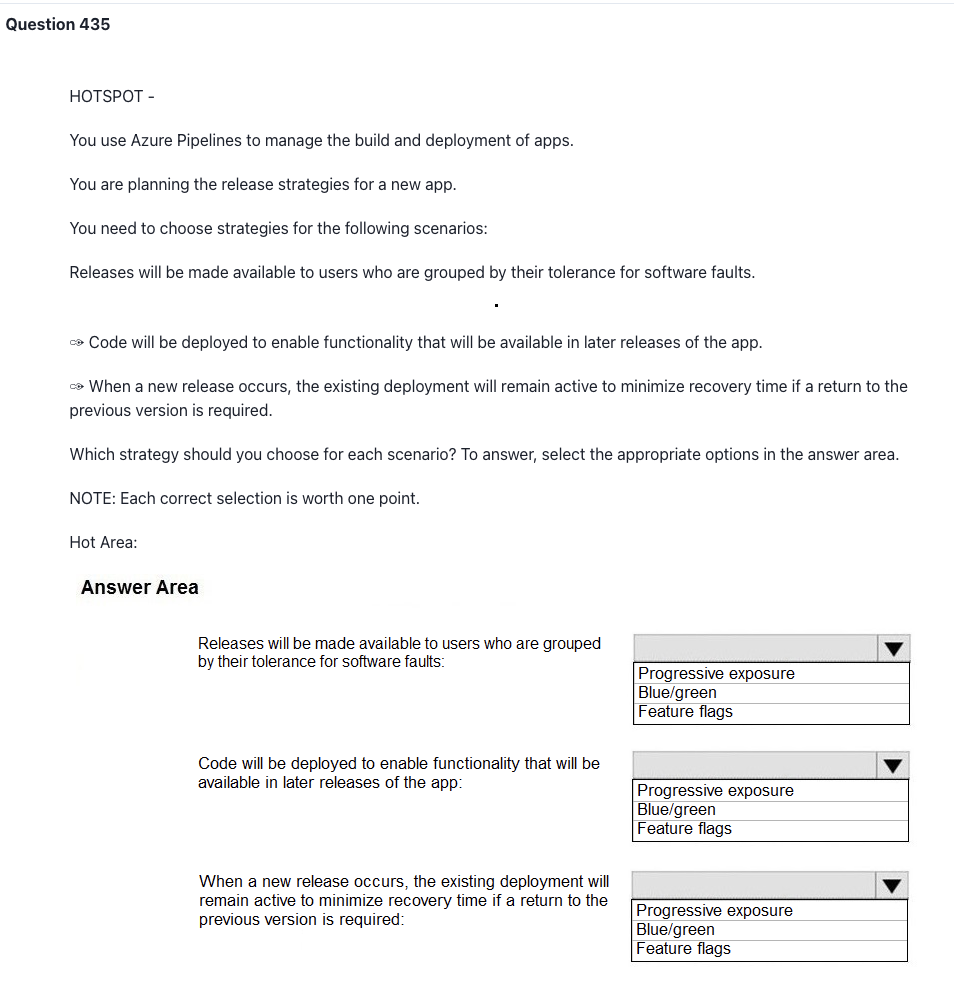 Question 435
HOTSPOT -
You use Azure Pipelines to manage the build and deployment of apps.
You are planning the release strategies for a new app.
You need to choose strategies for the following scenarios:
Releases will be made available to users who are grouped by their tolerance for software faults.
.
✑ Code will be deployed to enable functionality that will be available in later releases of the app.
✑ When a new release occurs, the existing deployment will remain active to minimize recovery time if a return to the
previous version is required.
Which strategy should you choose for each scenario? To answer, select the appropriate options in the answer area.
NOTE: Each correct selection is worth one point.
Hot Area:
Answer Area
Releases will be made available to users who are grouped
by their tolerance for software faults:
Progressive exposure
Blue/green
Feature flags
Code will be deployed to enable functionality that will be
available in later releases of the app:
Progressive exposure
Blue/green
Feature flags
When a new release occurs, the existing deployment will
remain active to minimize recovery time if a return to the
previous version is required:
Progressive exposure
Blue/green
Feature flags